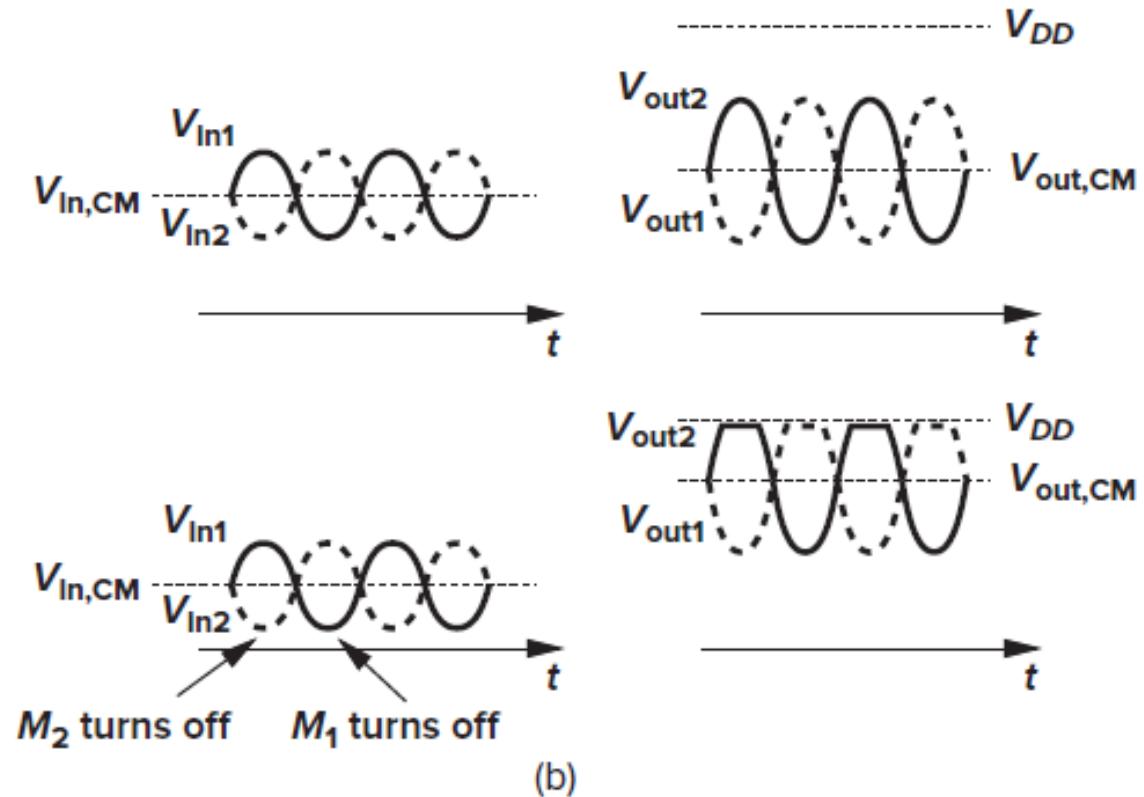 V_DD
V_out2
V_In1
V_In,CM
V_out,CM
V_In2
V_out1
t
t
V_DD
V_out2
V_out,CM
V_In1
V_out1
V_In,CM
V_In2
t
t
M_2 turns off
M_1 turns off
(b)